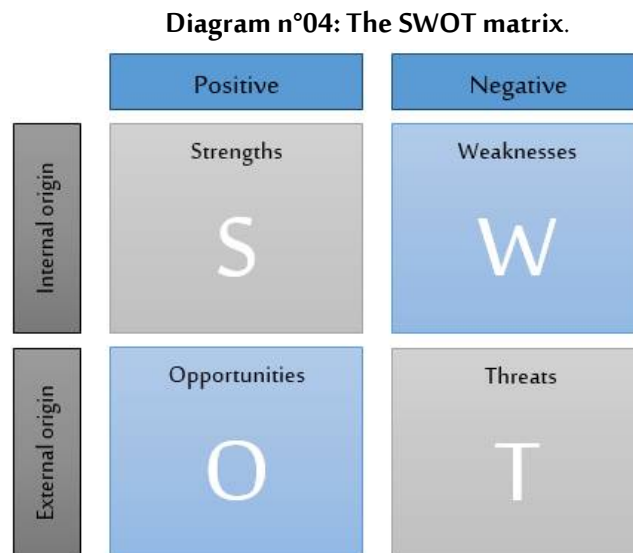 Diagram n°04: The SWOT matrix.
Positive
Negative
Internal origin
Strengths
S
Weaknesses
W
External origin
Opportunities
O
Threats
T